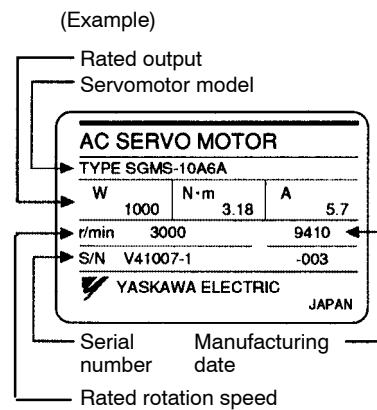 (Example)
Rated output
Servomotor model
AC SERVO MOTOR
TYPE SGMS-10A6A
W 1000 N·m 3.18 A 5.7
r/min 3000 9410
S/N V41007-1 -003
YASKAWA ELECTRIC
JAPAN
Serial number
Manufacturing date
Rated rotation speed